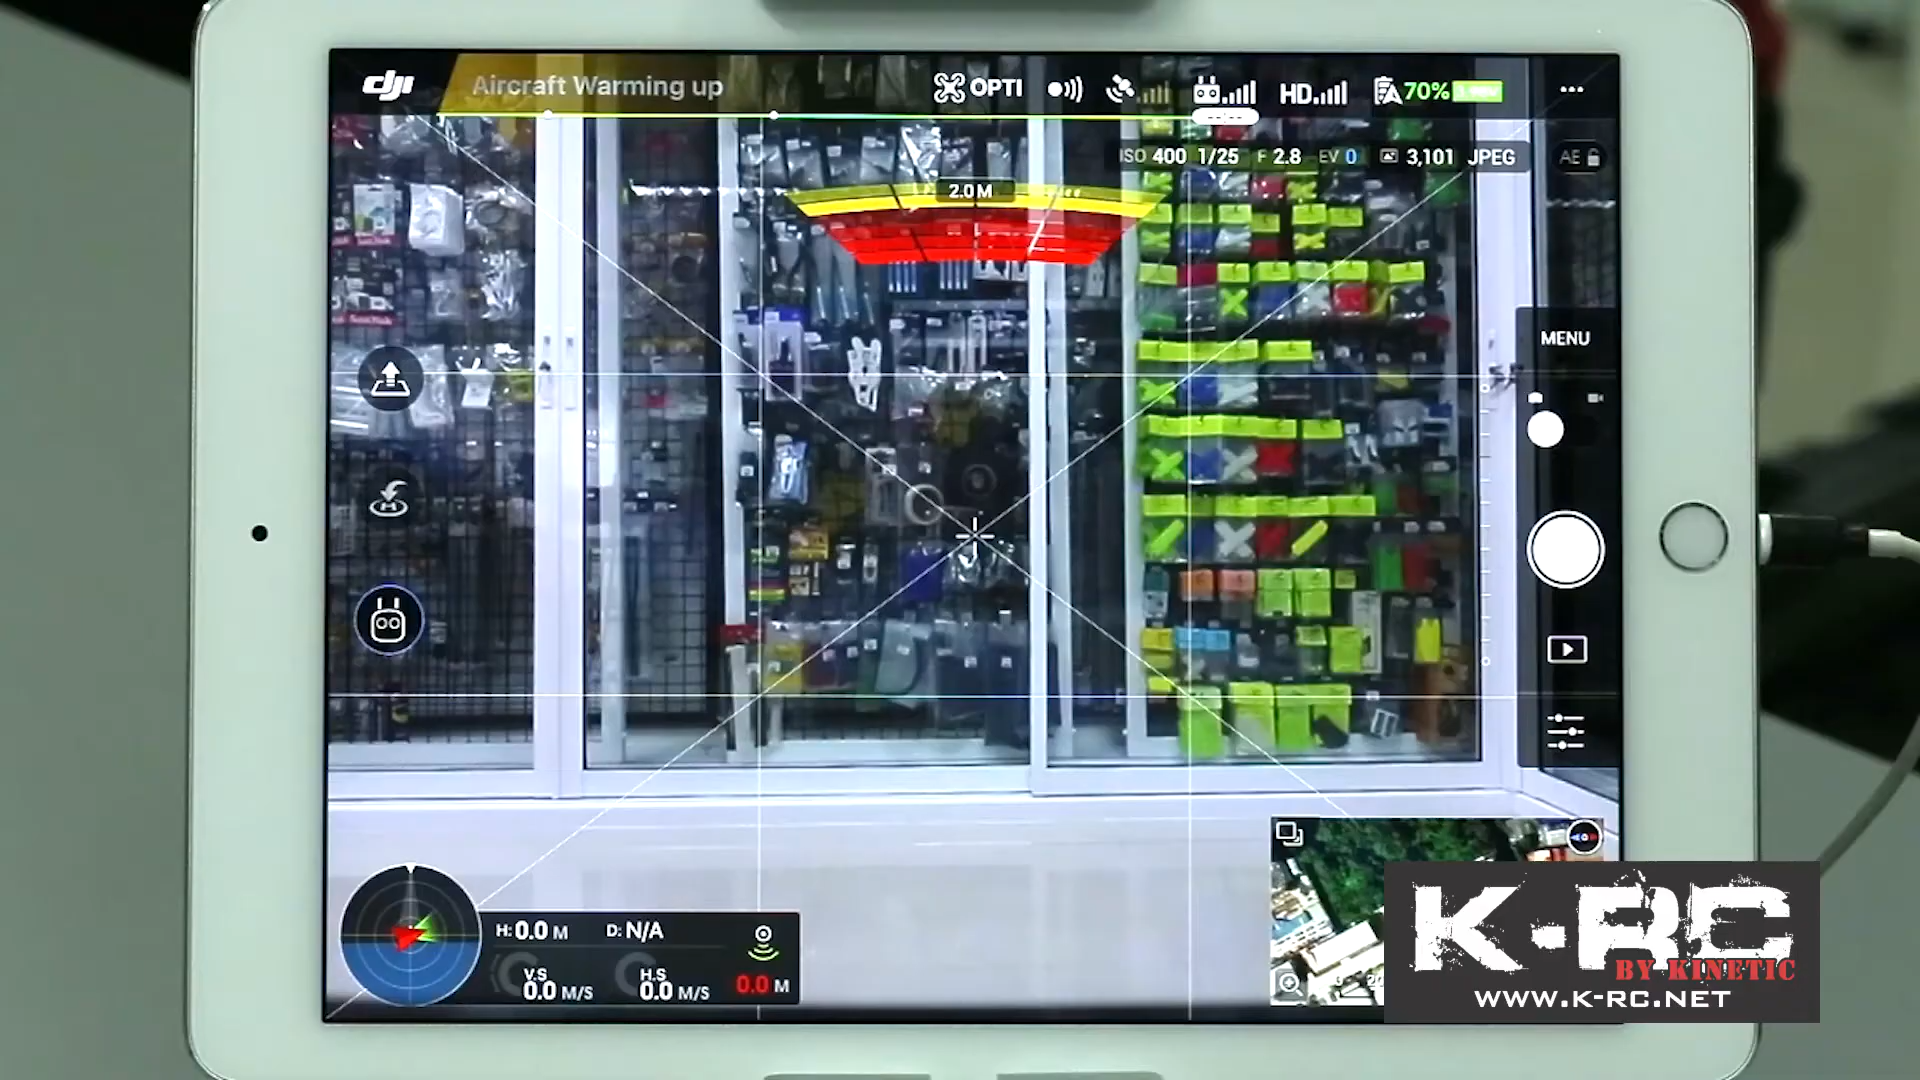 dji
Aircraft Warming up
OPTI
HD
70%
ISO 400 1/25 F 2.8 EV 0 3,101 JPEG
AE
2.0 M
MENU
H: 0.0 M D: N/A
V.S
0.0 M/S
H.S
0.0 M/S
0.0 M
K-RC
BY KINETIC
WWW.K-RC.NET